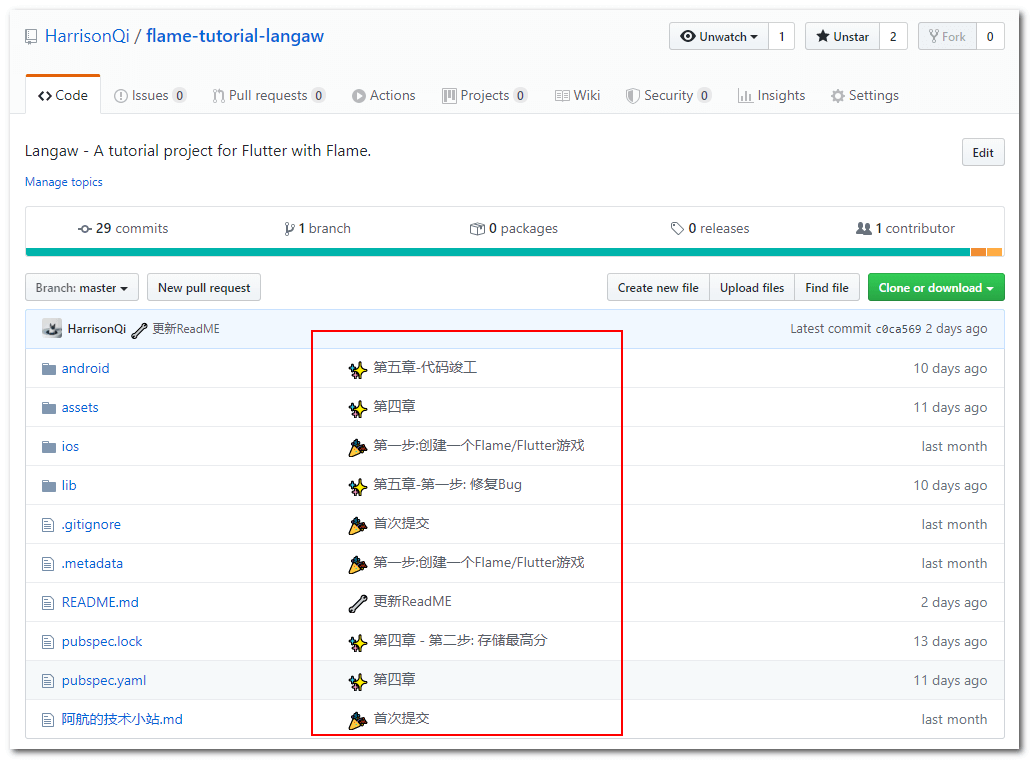 HarrisonQi / flame-tutorial-langaw Unwatch 1 Unstar 2 Fork 0
Code Issues 0 Pull requests 0 Actions Projects 0 Wiki Security 0 Insights Settings
Langaw - A tutorial project for Flutter with Flame. Edit
Manage topics
29 commits 1 branch 0 packages 0 releases 1 contributor
Branch: master New pull request Create new file Upload files Find file Clone or download
HarrisonQi 更新ReadME Latest commit c0ca569 2 days ago
android ✨ 第五章-代码竣工 10 days ago
assets ✨ 第四章 11 days ago
ios 🎉 第一步:创建一个Flame/Flutter游戏 last month
lib ✨ 第五章-第一步: 修复Bug 10 days ago
.gitignore 🎉 首次提交 last month
.metadata 🎉 第一步:创建一个Flame/Flutter游戏 last month
README.md 🔧 更新ReadME 2 days ago
pubspec.lock ✨ 第四章 - 第二步: 存储最高分 13 days ago
pubspec.yaml ✨ 第四章 11 days ago
阿航的技术小站.md 🎉 首次提交 last month